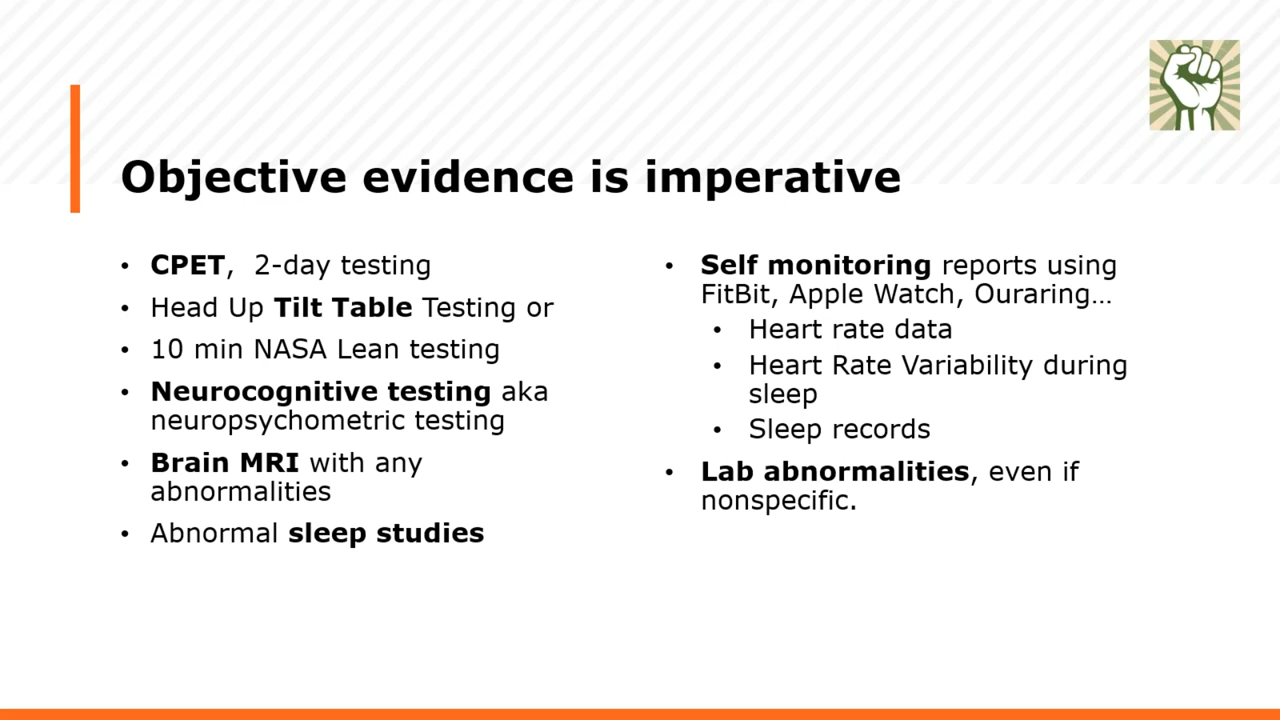 Objective evidence is imperative
• CPET,  2-day testing
• Head Up Tilt Table Testing or
• 10 min NASA Lean testing
• Neurocognitive testing aka
neuropsychometric testing
• Brain MRI with any
abnormalities
• Abnormal sleep studies
• Self monitoring reports using
FitBit, Apple Watch, Ouraring…
• Heart rate data
• Heart Rate Variability during
sleep
• Sleep records
• Lab abnormalities, even if
nonspecific.